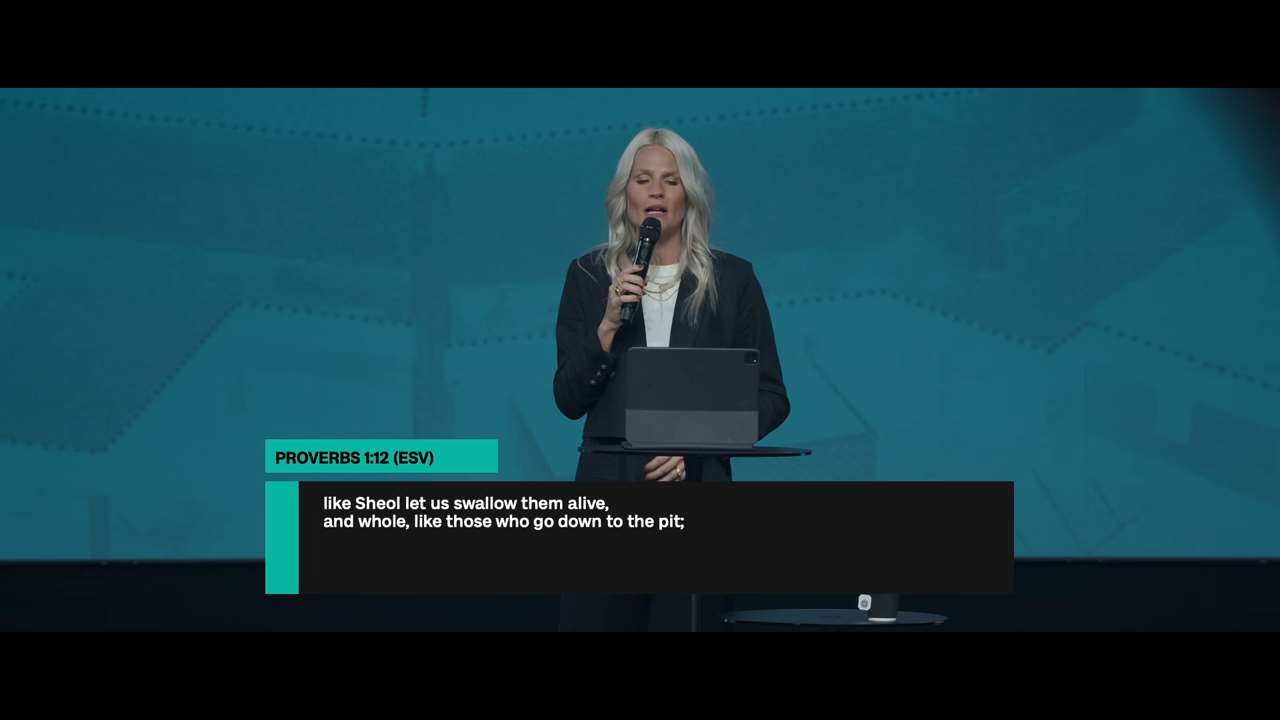 PROVERBS 1:12 (ESV)
like Sheol let us swallow them alive,
and whole, like those who go down to the pit;